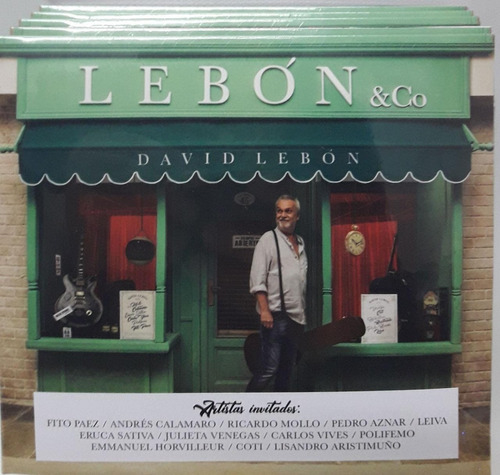 LEBÓN &Co
DAVID LEBÓN
ABIERTO
Artistas invitados:
FITO PAEZ / ANDRÉS CALAMARO / RICARDO MOLLO / PEDRO AZNAR / LEIVA
ERUCA SATIVA / JULIETA VENEGAS / CARLOS VIVES / POLIFEMO
EMMANUEL HORVILLEUR / COTI / LISANDRO ARISTIMUÑO